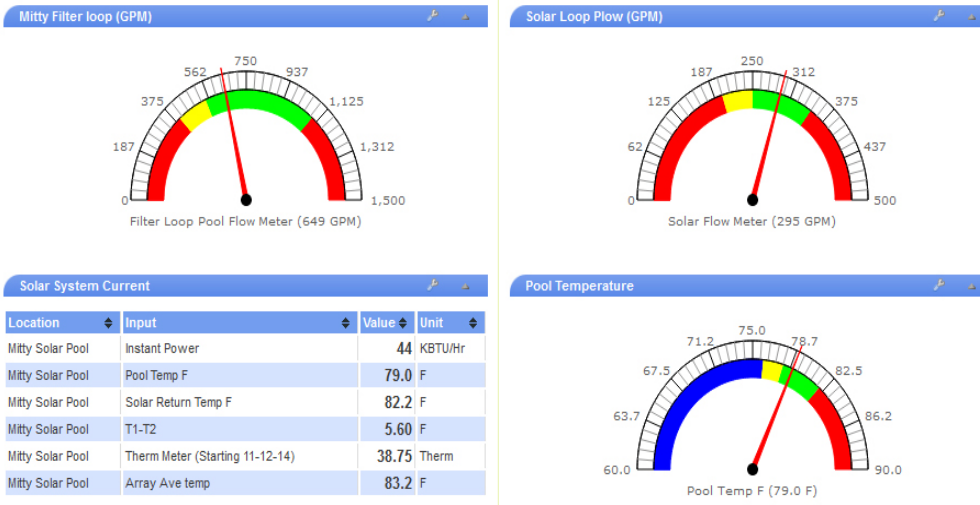 Mitty Filter loop (GPM)
0
187
375
562
750
937
1,125
1,312
1,500
Filter Loop Pool Flow Meter (649 GPM)
Solar Loop Plow (GPM)
0
62
125
187
250
312
375
437
500
Solar Flow Meter (295 GPM)
Solar System Current
Location Input Value Unit
Mitty Solar Pool Instant Power 44 KBTU/Hr
Mitty Solar Pool Pool Temp F 79.0 F
Mitty Solar Pool Solar Return Temp F 82.2 F
Mitty Solar Pool T1-T2 5.60 F
Mitty Solar Pool Therm Meter (Starting 11-12-14) 38.75 Therm
Mitty Solar Pool Array Ave temp 83.2 F
Pool Temperature
60.0
63.7
67.5
71.2
75.0
78.7
82.5
86.2
90.0
Pool Temp F (79.0 F)